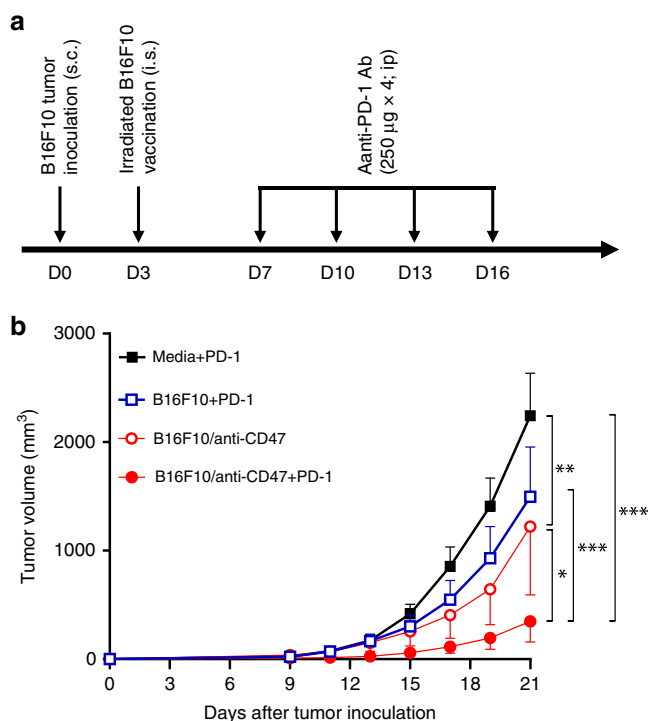 a
B16F10 tumor
inoculation (s.c.)
Irradiated B16F10
vaccination (i.s.)
Aanti-PD-1 Ab
(250 µg × 4; ip)
D0 D3 D7 D10 D13 D16
b
3000
2000
1000
0
Tumor volume (mm³)
Media+PD-1
B16F10+PD-1
B16F10/anti-CD47
B16F10/anti-CD47+PD-1
**
*
***
***
0 3 6 9 12 15 18 21
Days after tumor inoculation